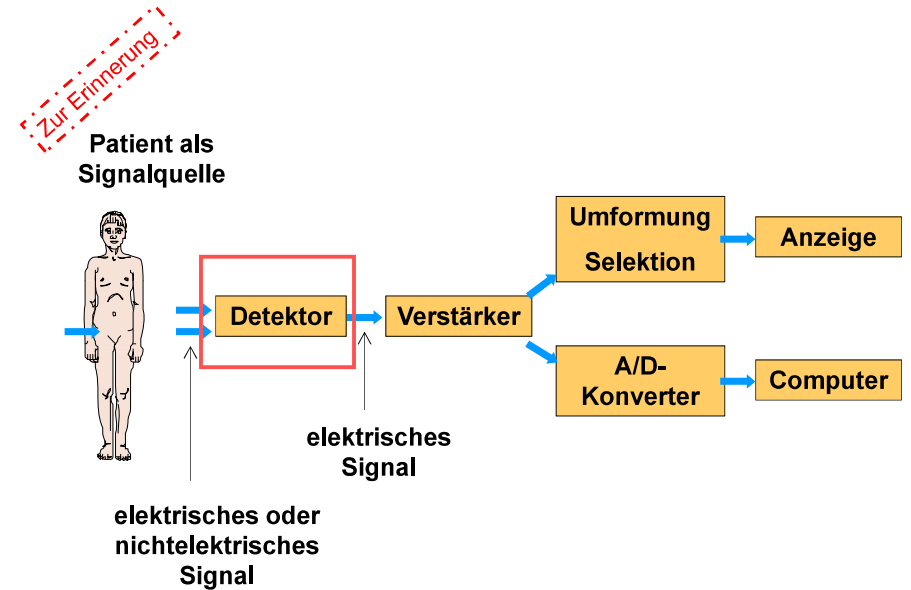 Zur Erinnerung
Patient als
Signalquelle
Detektor
Verstärker
Umformung
Selektion
Anzeige
A/D-
Konverter
Computer
elektrisches
Signal
elektrisches oder
nichtelektrisches
Signal